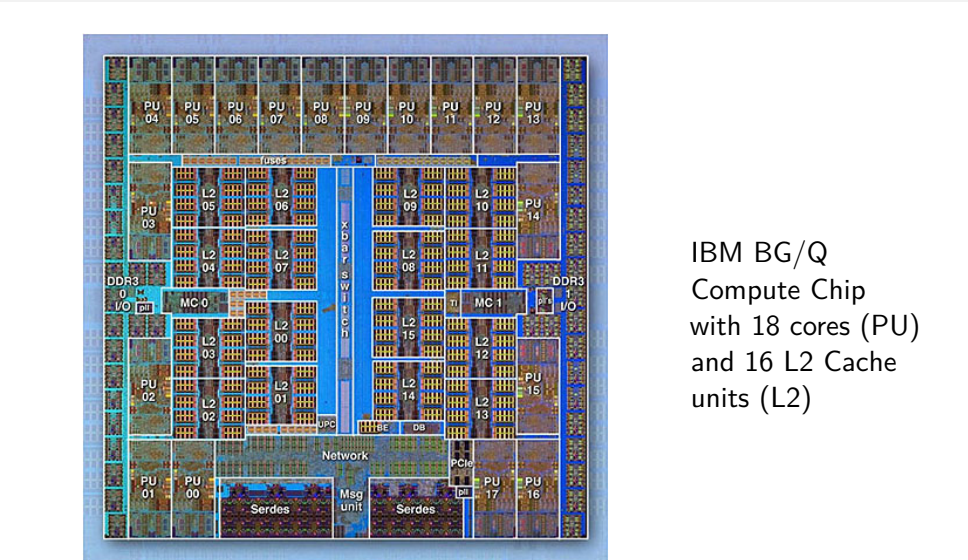 PU 04
PU 05
PU 06
PU 07
PU 08
PU 09
PU 10
PU 11
PU 12
PU 13
fuses
PU 03
L2 05
L2 06
xbar switch
L2 09
L2 10
PU 14
L2 04
L2 07
L2 08
L2 11
DDR3 0 I/O
pll
MC 0
MC 1
pll's
DDR3 1 I/O
L2 03
L2 00
L2 15
L2 12
PU 02
L2 02
L2 01
L2 14
L2 13
PU 15
UPC
BE
DB
Network
PCIe
pll
PU 01
PU 00
Serdes
Msg unit
Serdes
PU 17
PU 16
IBM BG/Q
Compute Chip
with 18 cores (PU)
and 16 L2 Cache
units (L2)